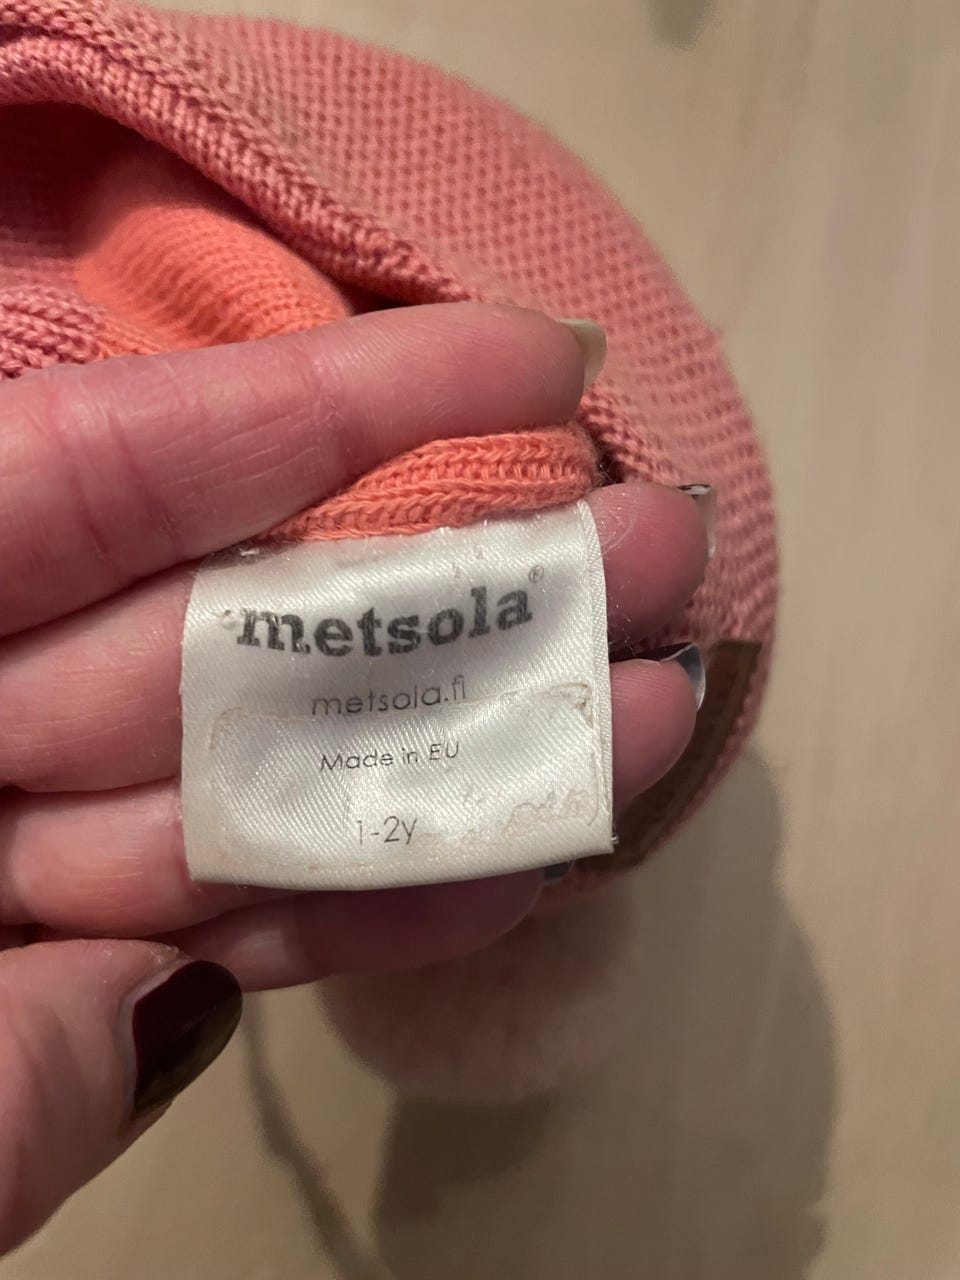 metsola®
metsola.fi
Made in EU
1-2y